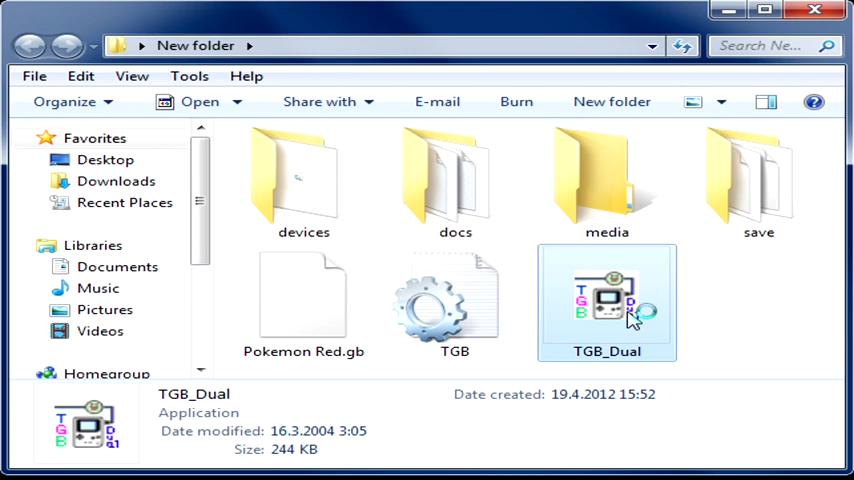 New folder
Search Ne...
File Edit View Tools Help
Organize Open Share with E-mail Burn New folder
Favorites
Desktop
Downloads
Recent Places
Libraries
Documents
Music
Pictures
Videos
Homegroup
devices docs media save
Pokemon Red.gb TGB TGB_Dual
TGB_Dual Date created: 19.4.2012 15:52
Application
Date modified: 16.3.2004 3:05
Size: 244 KB